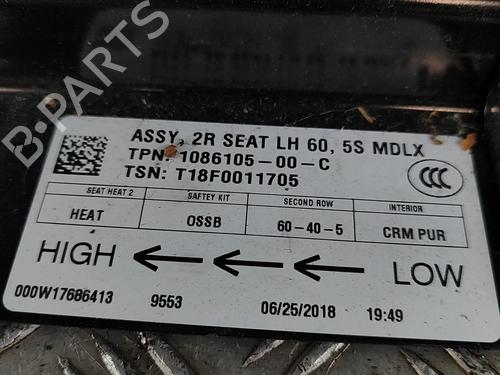 ASSY, 2R SEAT LH 60, 5S MDLX
TPN: 1086105-00-C
TSN: T18F0011705
CCC
SEAT HEAT 2 SAFTEY KIT SECOND ROW INTERIOR
HEAT OSSB 60-40-5 CRM PUR
HIGH LOW
000W17686413 9553 06/25/2018 19:49